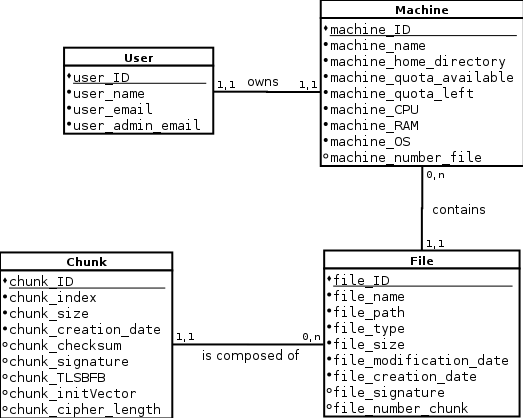 Machine
machine_ID
machine_name
machine_home_directory
machine_quota_available
machine_quota_left
machine_CPU
machine_RAM
machine_OS
machine_number_file
User
user_ID
user_name
user_email
user_admin_email
1,1 owns 1,1
0,n
contains
1,1
Chunk
chunk_ID
chunk_index
chunk_size
chunk_creation_date
chunk_checksum
chunk_signature
chunk_TLSBFB
chunk_initVector
chunk_cipher_length
1,1 0,n
is composed of
File
file_ID
file_name
file_path
file_type
file_size
file_modification_date
file_creation_date
file_signature
file_number_chunk